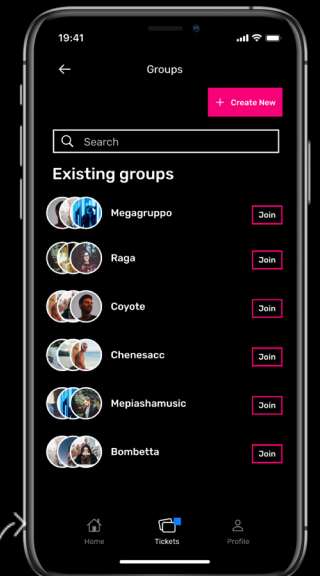 19:41
Groups
+ Create New
Search
Existing groups
Megagruppo Join
Raga Join
Coyote Join
Chenesacc Join
Mepiashamusic Join
Bombetta Join
Home Tickets Profile